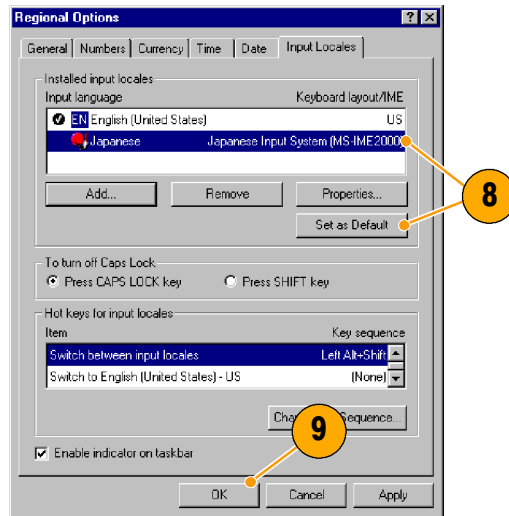 Regional Options
General Numbers Currency Time Date Input Locales
Installed input locales
Input language Keyboard layout/IME
EN English (United States) US
Japanese Japanese Input System (MS-IME2000)
Add... Remove Properties...
Set as Default
8
To turn off Caps Lock
Press CAPS LOCK key Press SHIFT key
Hot keys for input locales
Item Key sequence
Switch between input locales Left Alt+Shift
Switch to English (United States) - US (None)
Sequence...
9
Enable indicator on taskbar
OK Cancel Apply